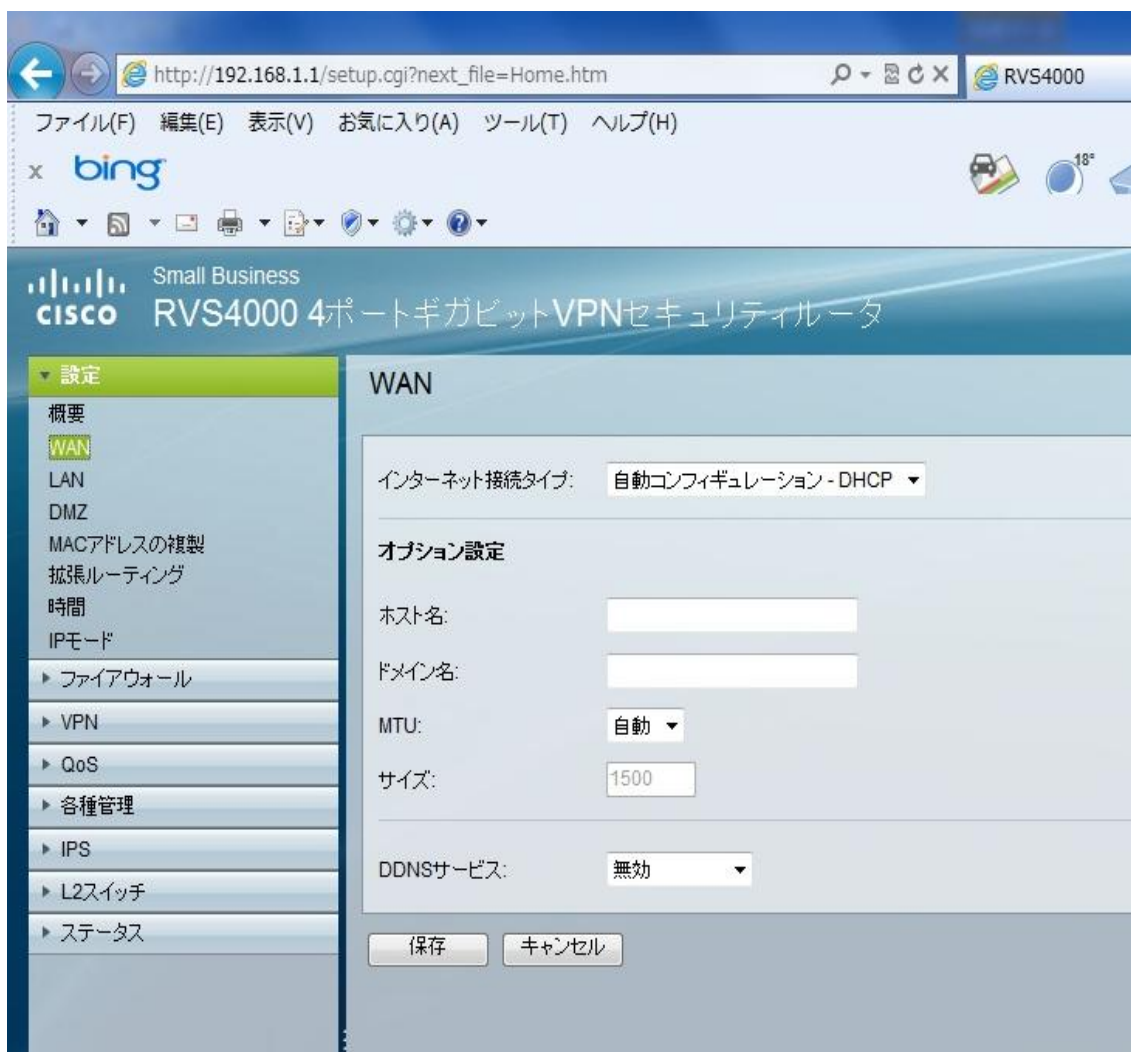 http://192.168.1.1/setup.cgi?next_file=Home.htm
RVS4000
ファイル(F) 編集(E) 表示(V) お気に入り(A) ツール(T) ヘルプ(H)
x bing
18°
Small Business
CISCO RVS4000 4ポートギガビットVPNセキュリティルータ
設定
概要
WAN
LAN
DMZ
MACアドレスの複製
拡張ルーティング
時間
IPモード
ファイアウォール
VPN
QoS
各種管理
IPS
L2スイッチ
ステータス
WAN
インターネット接続タイプ: 自動コンフィギュレーション - DHCP
オプション設定
ホスト名:
ドメイン名:
MTU: 自動
サイズ: 1500
DDNSサービス: 無効
保存 キャンセル